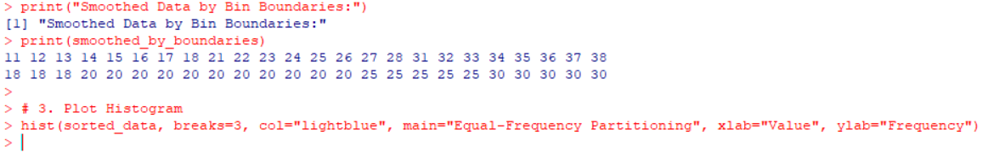 > print("Smoothed Data by Bin Boundaries:")
[1] "Smoothed Data by Bin Boundaries:"
> print(smoothed_by_boundaries)
11 12 13 14 15 16 17 18 21 22 23 24 25 26 27 28 31 32 33 34 35 36 37 38
18 18 18 20 20 20 20 20 20 20 20 20 20 20 25 25 25 25 25 30 30 30 30 30
>
> # 3. Plot Histogram
> hist(sorted_data, breaks=3, col="lightblue", main="Equal-Frequency Partitioning", xlab="Value", ylab="Frequency")
>